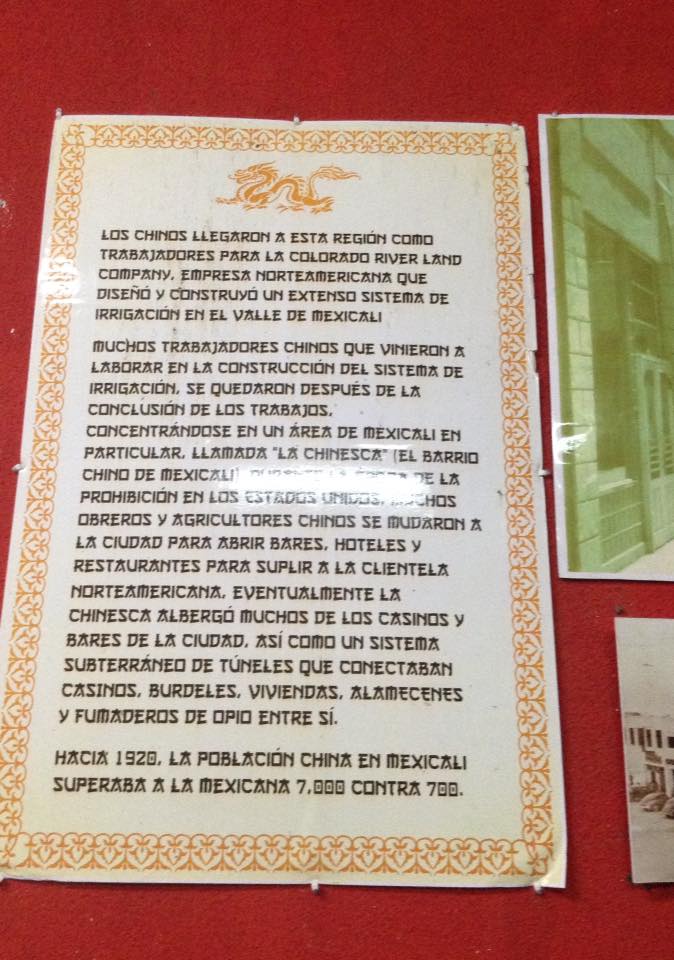 LOS CHINOS LLEGARON A ESTA REGIÓN COMO
TRABAJADORES PARA LA COLORADO RIVER LAND
COMPANY, EMPRESA NORTEAMERICANA QUE
DISEÑÓ Y CONSTRUYÓ UN EXTENSO SISTEMA DE
IRRIGACIÓN EN EL VALLE DE MEXICALI
MUCHOS TRABAJADORES CHINOS QUE VINIERON A
LABORAR EN LA CONSTRUCCIÓN DEL SISTEMA DE
IRRIGACIÓN, SE QUEDARON DESPUÉS DE LA
CONCLUSIÓN DE LOS TRABAJOS,
CONCENTRÁNDOSE EN UN ÁREA DE MEXICALI EN
PARTICULAR, LLAMADA "LA CHINESCA" (EL BARRIO
CHINO DE MEXICALI). DURANTE LA ÉPOCA DE LA
PROHIBICIÓN EN LOS ESTADOS UNIDOS, MUCHOS
OBREROS Y AGRICULTORES CHINOS SE MUDARON A
LA CIUDAD PARA ABRIR BARES, HOTELES Y
RESTAURANTES PARA SUPLIR A LA CLIENTELA
NORTEAMERICANA, EVENTUALMENTE LA
CHINESCA ALBERGÓ MUCHOS DE LOS CASINOS Y
BARES DE LA CIUDAD, ASÍ COMO UN SISTEMA
SUBTERRÁNEO DE TÚNELES QUE CONECTABAN
CASINOS, BURDELES, VIVIENDAS, ALAMECENES
Y FUMADEROS DE OPIO ENTRE SÍ.
HACIA 1920, LA POBLACIÓN CHINA EN MEXICALI
SUPERABA A LA MEXICANA 7,000 CONTRA 700.